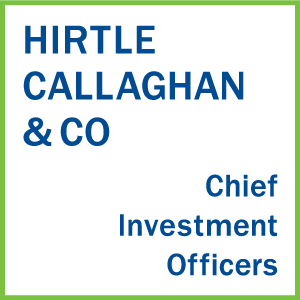 HIRTLE
CALLAGHAN
& CO
Chief
Investment
Officers